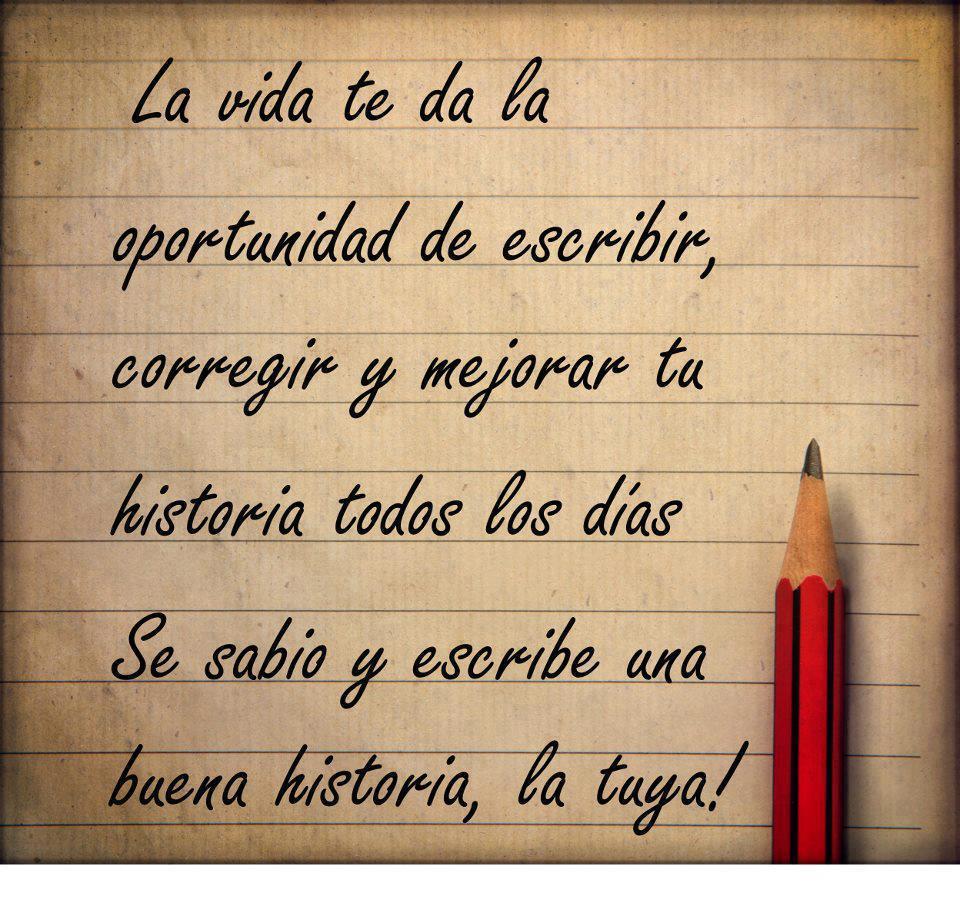 La vida te da la
oportunidad de escribir,
corregir y mejorar tu
historia todos los días
Se sabio y escribe una
buena historia, la tuya!